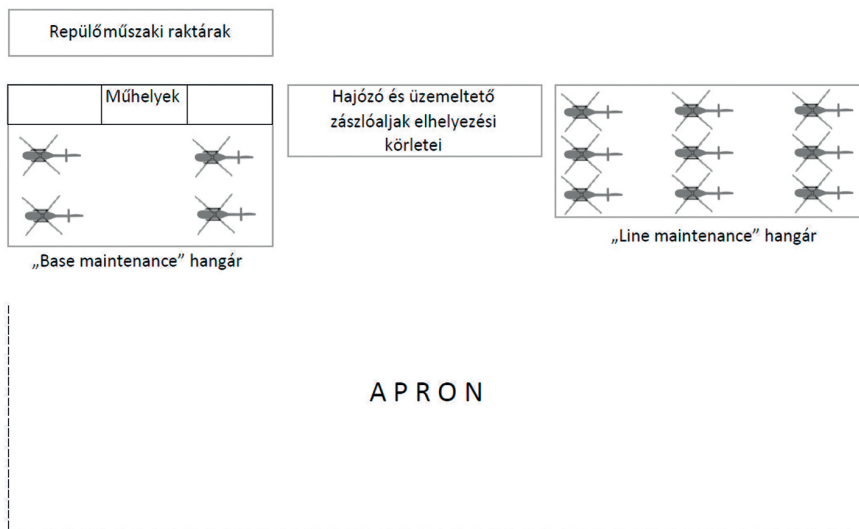 Repülőműszaki raktárak
Műhelyek
Hajózó és üzemeltető
zászlóaljak elhelyezési
körletei
„Base maintenance” hangár
„Line maintenance” hangár
A P R O N